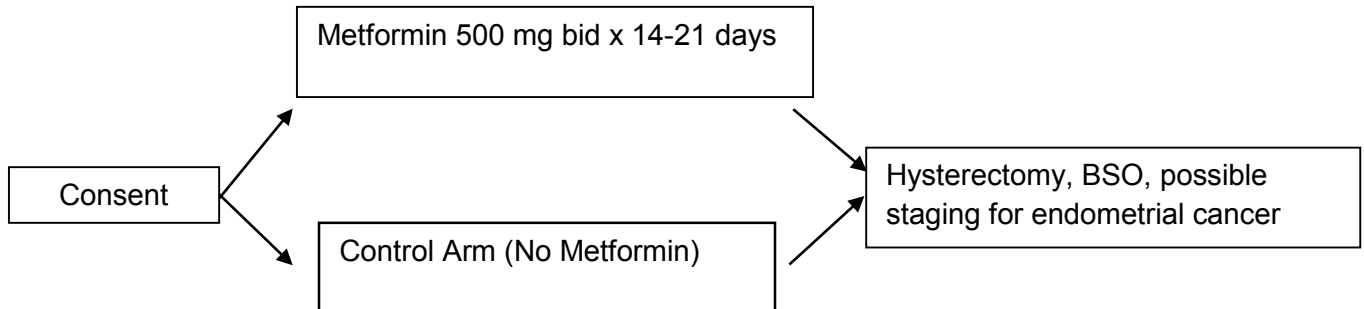 Metformin 500 mg bid x 14-21 days
Consent
Hysterectomy, BSO, possible
staging for endometrial cancer
Control Arm (No Metformin)